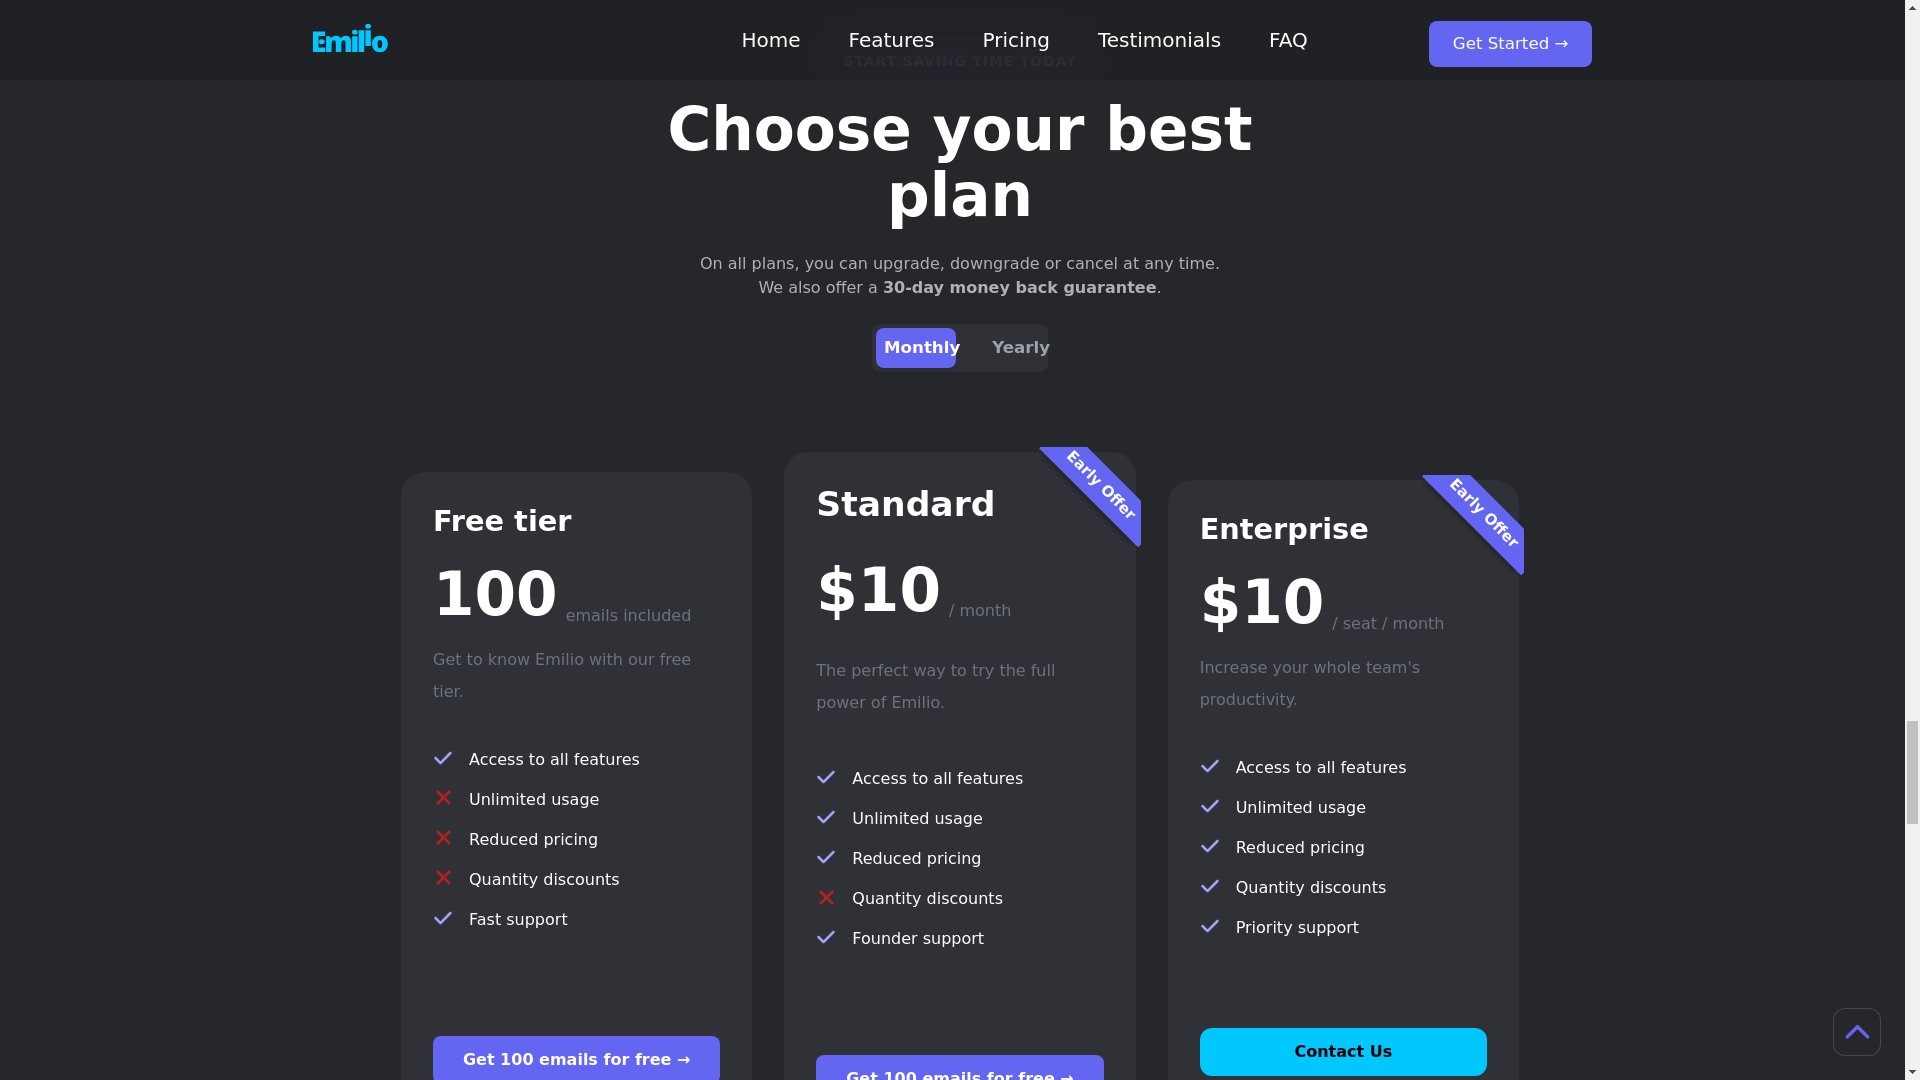 Emilio
Home
Features
Pricing
Testimonials
FAQ
Get Started →
START SAVING TIME TODAY
Choose your best
plan
On all plans, you can upgrade, downgrade or cancel at any time.
We also offer a 30-day money back guarantee.
Monthly
Yearly
Free tier
100 emails included
Get to know Emilio with our free
tier.
Access to all features
Unlimited usage
Reduced pricing
Quantity discounts
Fast support
Get 100 emails for free →
Early Offer
Standard
$10 / month
The perfect way to try the full
power of Emilio.
Access to all features
Unlimited usage
Reduced pricing
Quantity discounts
Founder support
Get 100 emails for free →
Early Offer
Enterprise
$10 / seat / month
Increase your whole team's
productivity.
Access to all features
Unlimited usage
Reduced pricing
Quantity discounts
Priority support
Contact Us